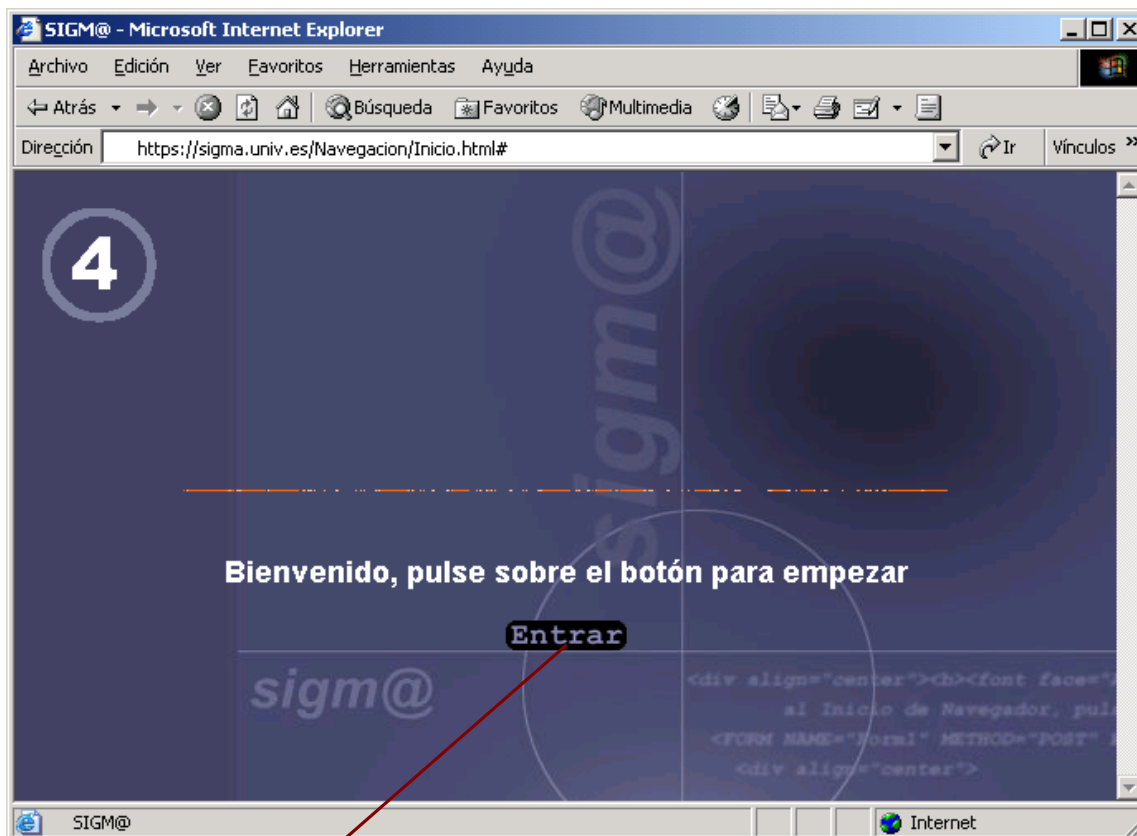 SIGM@ - Microsoft Internet Explorer
Archivo Edición Ver Favoritos Herramientas Ayuda
Atrás Búsqueda Favoritos Multimedia
Dirección https://sigma.univ.es/Navegacion/Inicio.html# Ir Vínculos »
4
sigm@
Bienvenido, pulse sobre el botón para empezar
Entrar
sigm@
<div align="center"><b><font face="
al Inicio de Navegador, puls
<FORM NAME="Form1" METHOD="POST"
<div align="center">
SIGM@ Internet